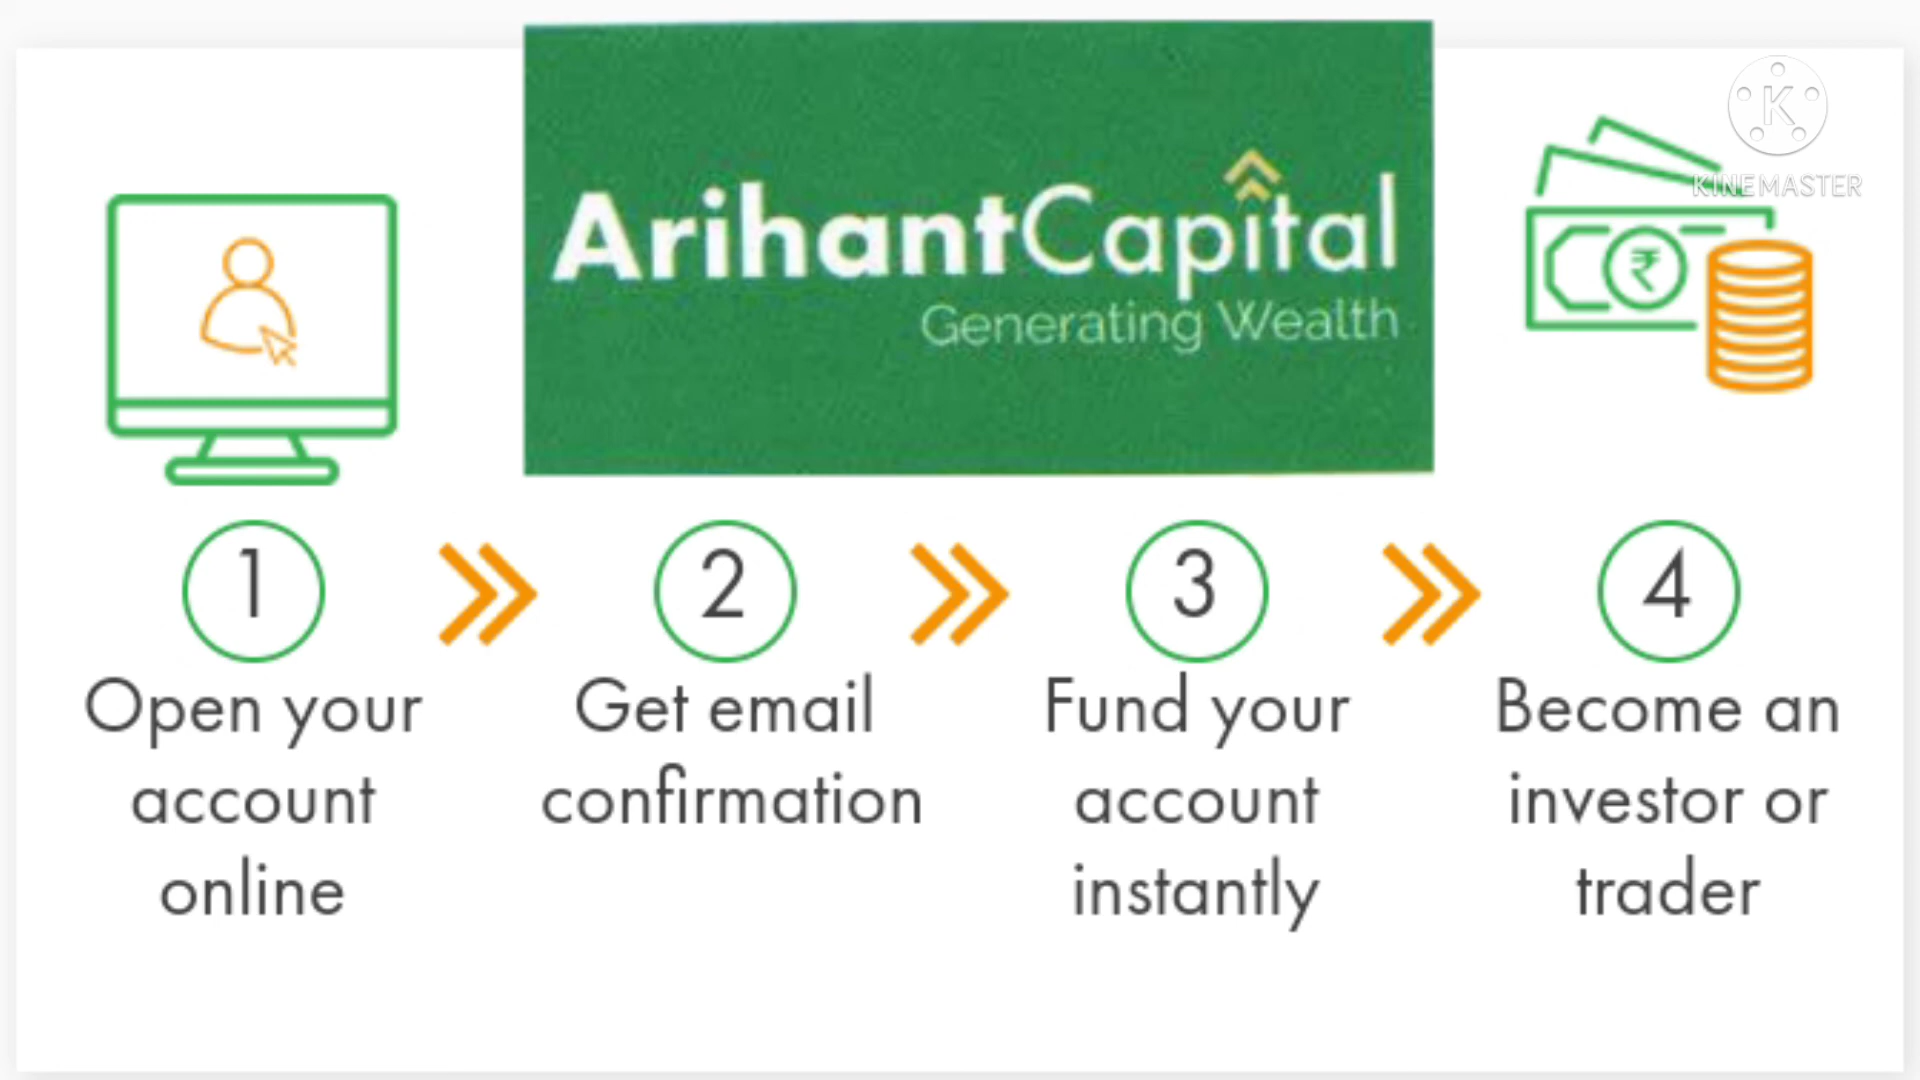 ArihantCapital
Generating Wealth
K
KINEMASTER
₹
1
2
3
4
Open your
account
online
Get email
confirmation
Fund your
account
instantly
Become an
investor or
trader